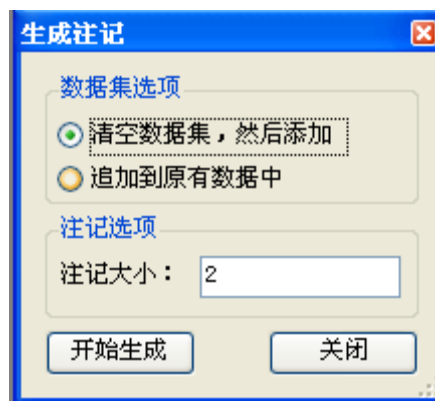 生成注记
数据集选项
清空数据集，然后添加
追加到原有数据中
注记选项
注记大小： 2
开始生成 关闭